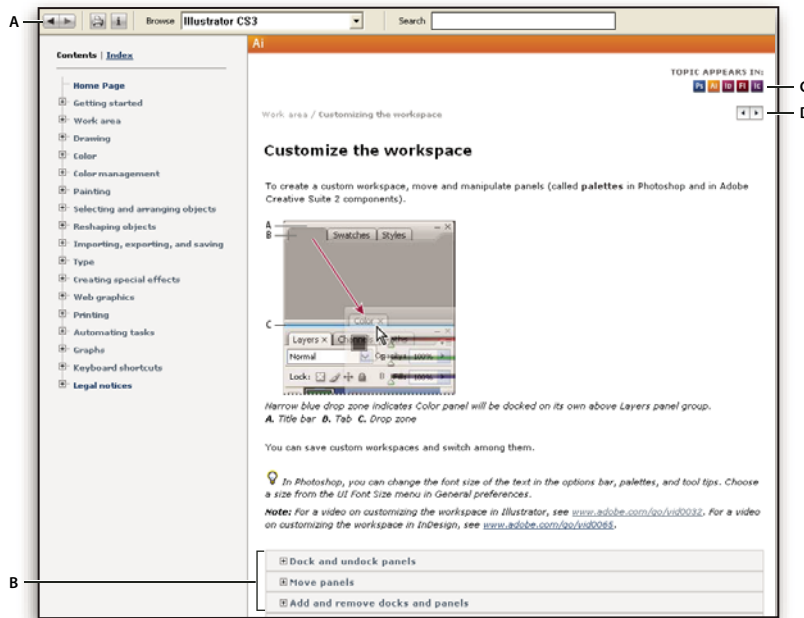 A
Browse Illustrator CS3
Search
Contents | Index
Home Page
Getting started
Work area
Drawing
Color
Color management
Painting
Selecting and arranging objects
Reshaping objects
Importing, exporting, and saving
Type
Creating special effects
Web graphics
Printing
Automating tasks
Graphs
Keyboard shortcuts
Legal notices
Ai
TOPIC APPEARS IN:
Ps Ai ID Fl
C
D
Work area / Customizing the workspace
Customize the workspace
To create a custom workspace, move and manipulate panels (called palettes in Photoshop and in Adobe
Creative Suite 2 components).
A
B
Swatches Styles
Color ×
C
Layers ×
Normal 100%
Lock: 100%
Narrow blue drop zone indicates Color panel will be docked on its own above Layers panel group.
A. Title bar B. Tab C. Drop zone
You can save custom workspaces and switch among them.
In Photoshop, you can change the font size of the text in the options bar, palettes, and tool tips. Choose
a size from the UI Font Size menu in General preferences.
Note: For a video on customizing the workspace in Illustrator, see www.adobe.com/go/vid0032. For a video
on customizing the workspace in InDesign, see www.adobe.com/go/vid0065.
B
Dock and undock panels
Move panels
Add and remove docks and panels